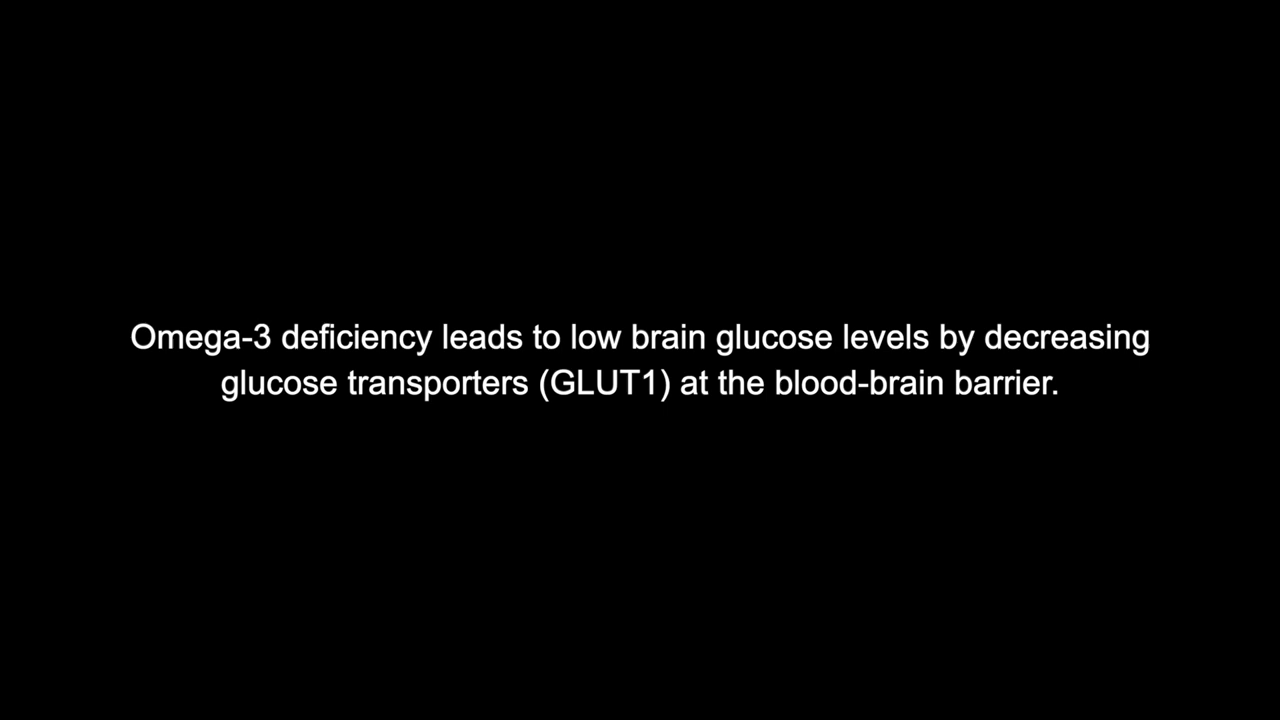 Omega-3 deficiency leads to low brain glucose levels by decreasing
glucose transporters (GLUT1) at the blood-brain barrier.